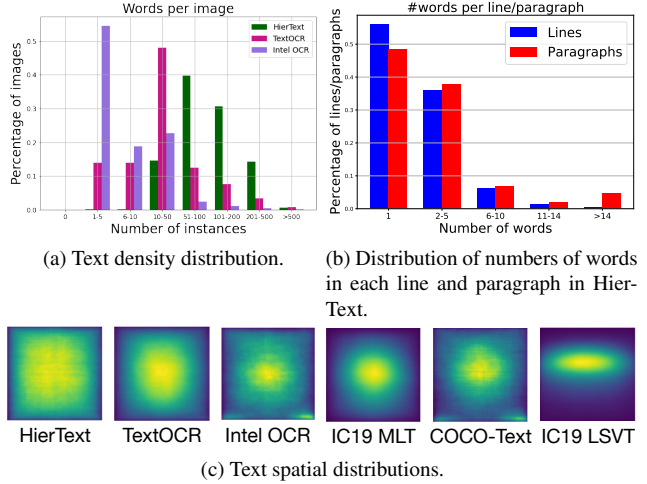 Words per image
HierText
TextOCR
Intel OCR
Percentage of images
0.5
0.4
0.3
0.2
0.1
0.0
0 1-5 6-10 10-50 51-100 101-200 201-500 >500
Number of instances
(a) Text density distribution.
#words per line/paragraph
Lines
Paragraphs
Percentage of lines/paragraphs
0.5
0.4
0.3
0.2
0.1
0.0
1 2-5 6-10 11-14 >14
Number of words
(b) Distribution of numbers of words
in each line and paragraph in Hier-
Text.
HierText TextOCR Intel OCR IC19 MLT COCO-Text IC19 LSVT
(c) Text spatial distributions.